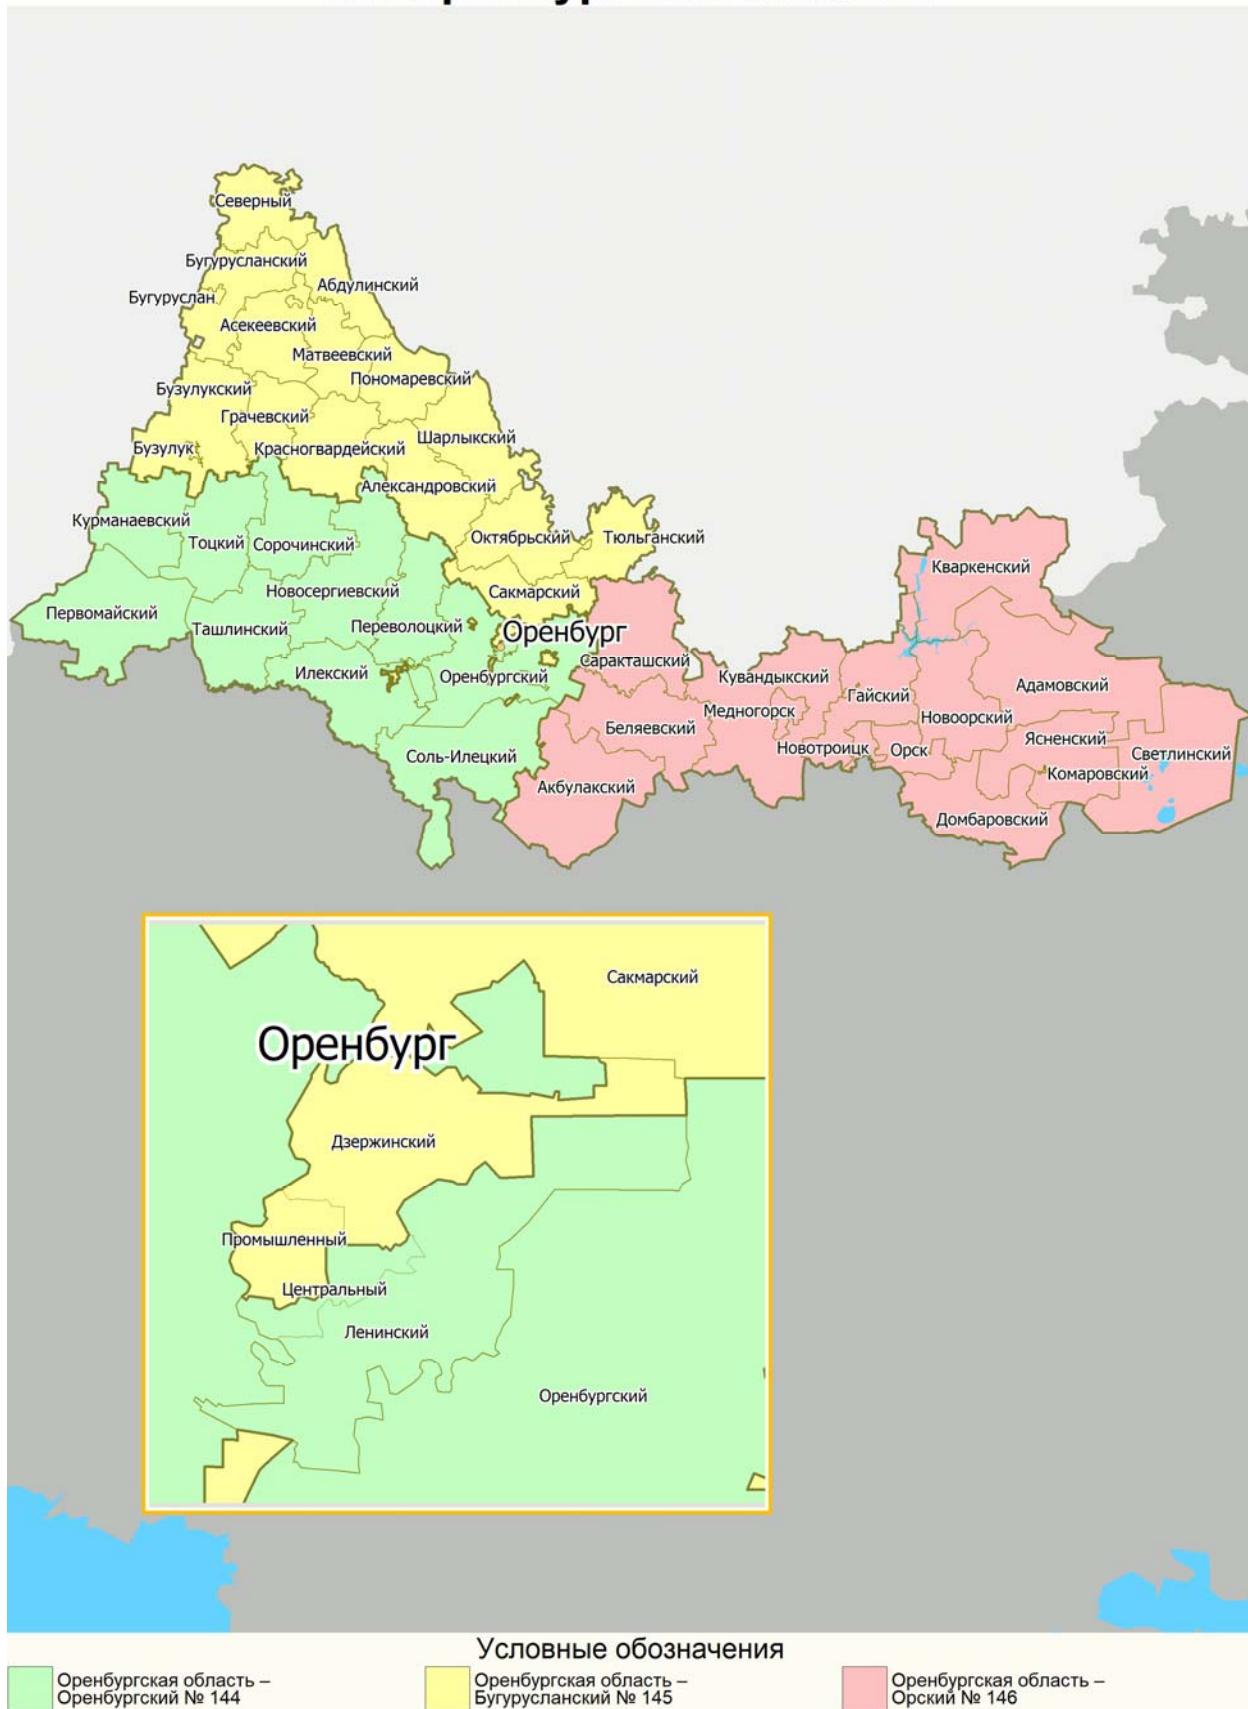 Северный
Бугурусланский
Абдулинский
Бугуруслан
Асекеевский
Матвеевский
Пономаревский
Бузулукский
Грачевский
Шарлыкский
Бузулук
Красногвардейский
Александровский
Курманаевский
Тоцкий
Сорочинский
Октябрьский
Тюльганский
Кваркенский
Новосергиевский
Сакмарский
Первомайский
Ташлинский
Переволоцкий
Оренбург
Саракташский
Илекский
Оренбургский
Кувандыкский
Гайский
Адамовский
Медногорск
Новоорский
Беляевский
Ясненский
Новотроицк
Орск
Светлинский
Соль-Илецкий
Комаровский
Акбулакский
Домбаровский
Сакмарский
Оренбург
Дзержинский
Промышленный
Центральный
Ленинский
Оренбургский
Условные обозначения
Оренбургская область –
Оренбургский № 144
Оренбургская область –
Бугурусланский № 145
Оренбургская область –
Орский № 146